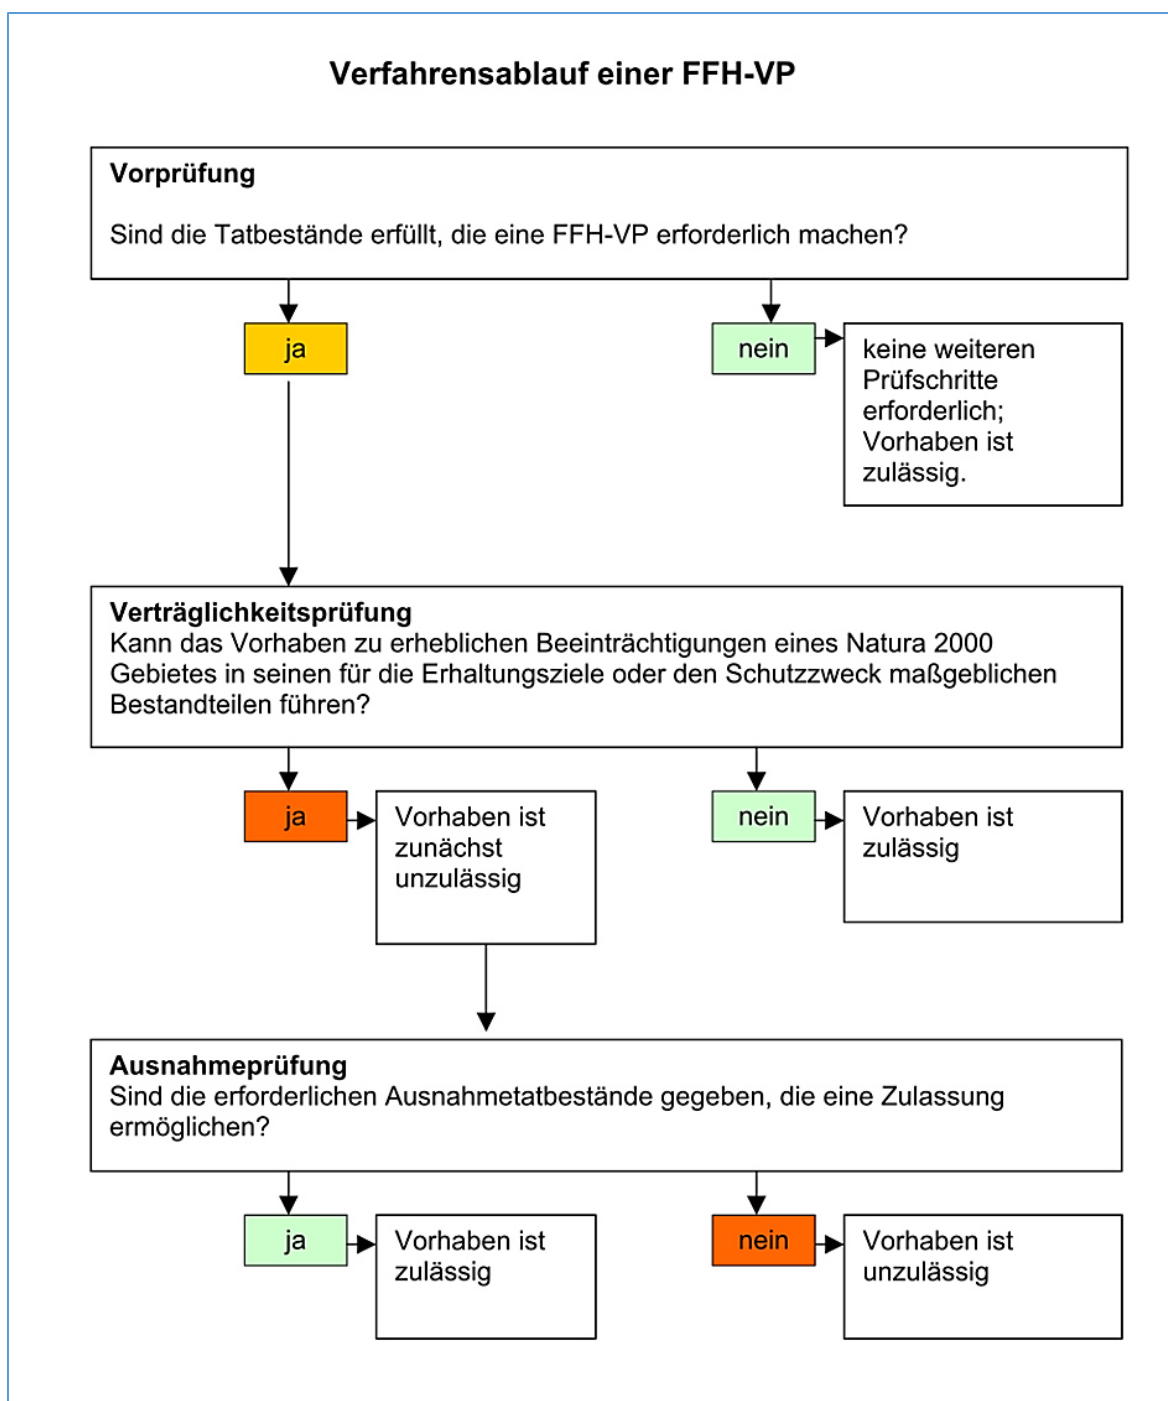 Verfahrensablauf einer FFH-VP
Vorprüfung
Sind die Tatbestände erfüllt, die eine FFH-VP erforderlich machen?
ja
nein
keine weiteren
Prüfschritte
erforderlich;
Vorhaben ist
zulässig.
Verträglichkeitsprüfung
Kann das Vorhaben zu erheblichen Beeinträchtigungen eines Natura 2000
Gebietes in seinen für die Erhaltungsziele oder den Schutzzweck maßgeblichen
Bestandteilen führen?
ja
Vorhaben ist
zunächst
unzulässig
nein
Vorhaben ist
zulässig
Ausnahmeprüfung
Sind die erforderlichen Ausnahmetatbestände gegeben, die eine Zulassung
ermöglichen?
ja
Vorhaben ist
zulässig
nein
Vorhaben ist
unzulässig